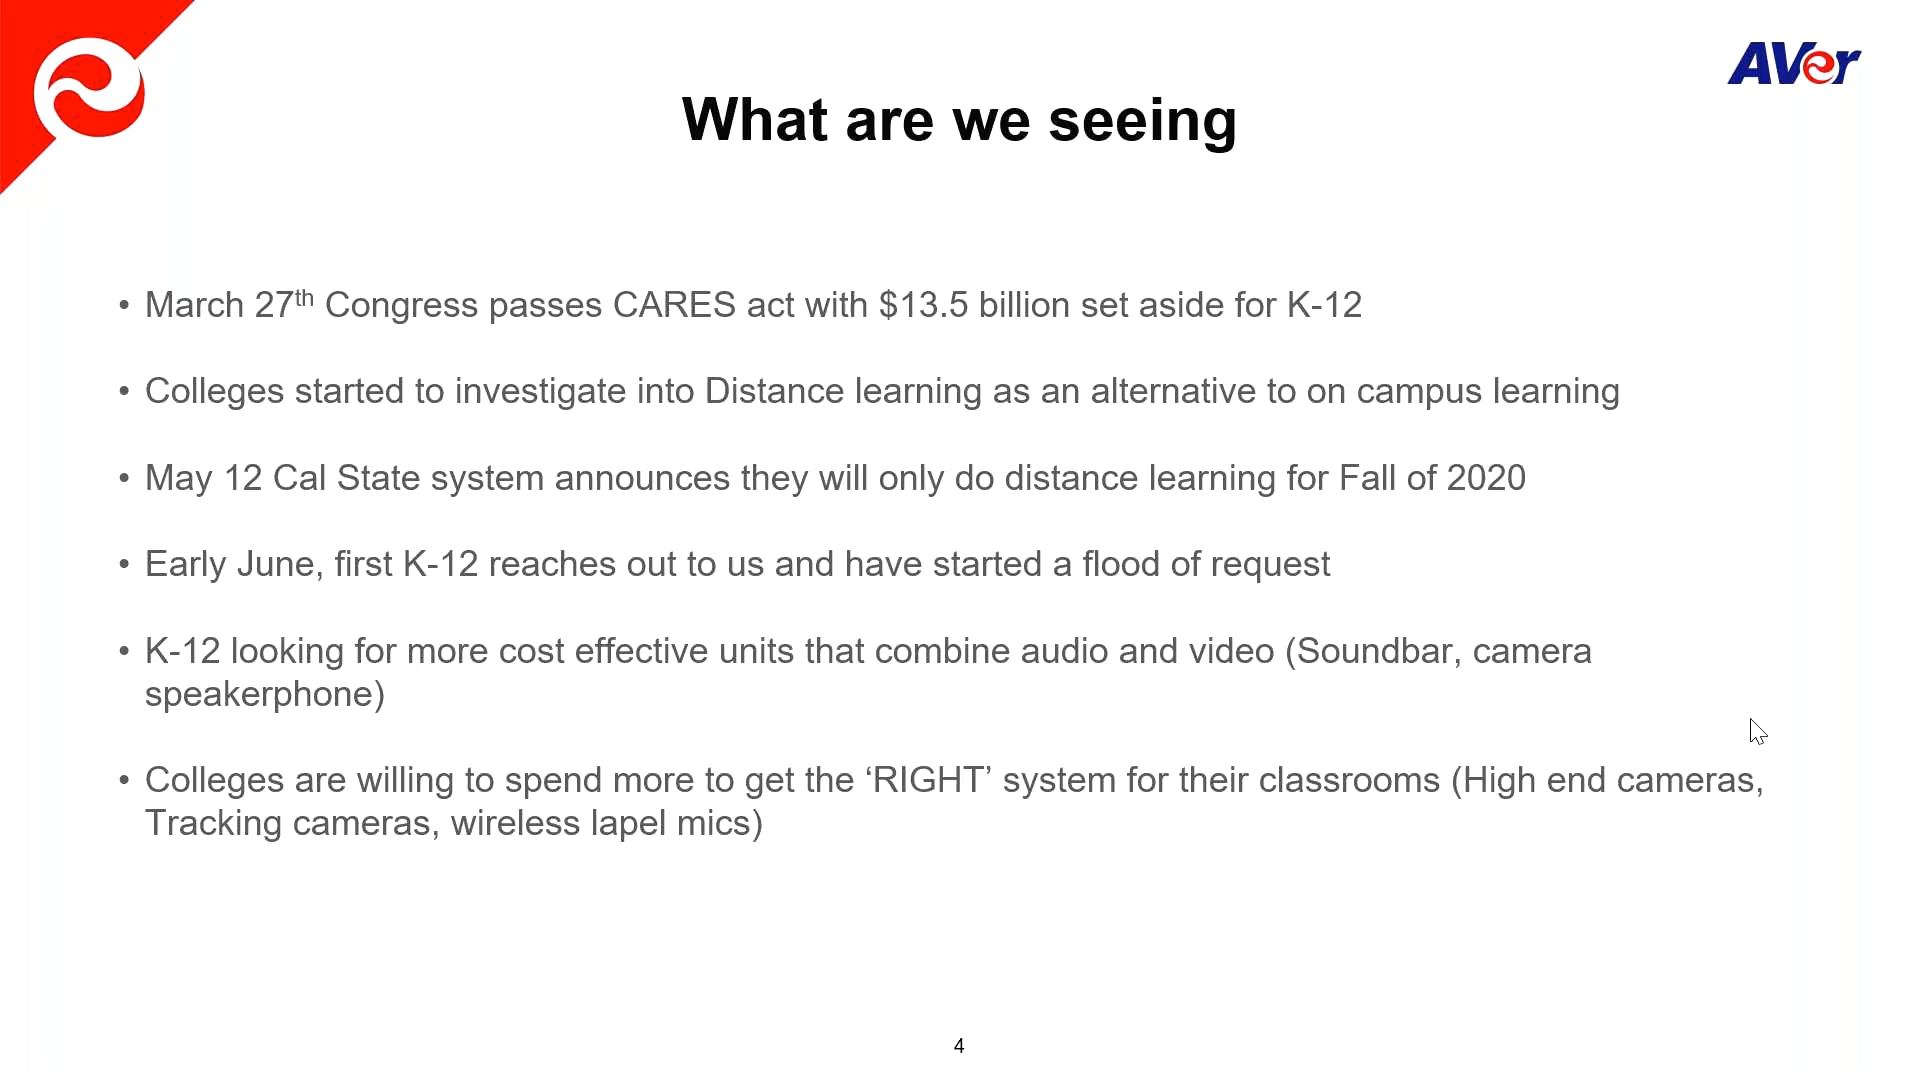 AVer
What are we seeing
• March 27th Congress passes CARES act with $13.5 billion set aside for K-12
• Colleges started to investigate into Distance learning as an alternative to on campus learning
• May 12 Cal State system announces they will only do distance learning for Fall of 2020
• Early June, first K-12 reaches out to us and have started a flood of request
• K-12 looking for more cost effective units that combine audio and video (Soundbar, camera
speakerphone)
• Colleges are willing to spend more to get the ‘RIGHT’ system for their classrooms (High end cameras,
Tracking cameras, wireless lapel mics)
4